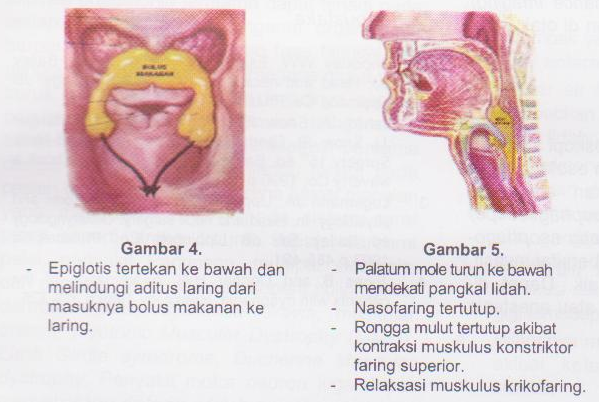 BOLUS
MAKANAN
Gambar 4.
- Epiglotis tertekan ke bawah dan
melindungi aditus laring dari
masuknya bolus makanan ke
laring.
Gambar 5.
- Palatum mole turun ke bawah
mendekati pangkal lidah.
- Nasofaring tertutup.
- Rongga mulut tertutup akibat
kontraksi muskulus konstriktor
faring superior.
- Relaksasi muskulus krikofaring.